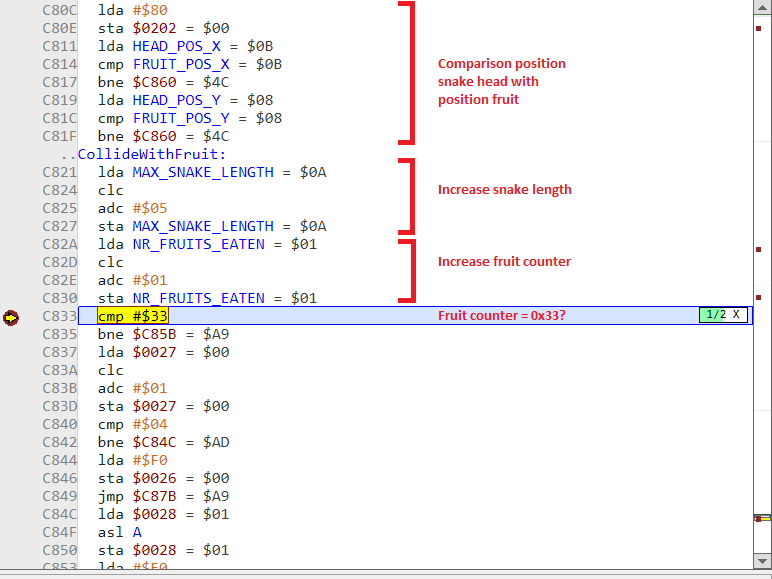 C80C lda #$80
C80E sta $0202 = $00
C811 lda HEAD_POS_X = $0B
C814 cmp FRUIT_POS_X = $0B Comparison position
C817 bne $C860 = $4C snake head with
C819 lda HEAD_POS_Y = $08 position fruit
C81C cmp FRUIT_POS_Y = $08
C81F bne $C860 = $4C
..CollideWithFruit:
C821 lda MAX_SNAKE_LENGTH = $0A
C824 clc Increase snake length
C825 adc #$05
C827 sta MAX_SNAKE_LENGTH = $0A
C82A lda NR_FRUITS_EATEN = $01
C82D clc Increase fruit counter
C82E adc #$01
C830 sta NR_FRUITS_EATEN = $01
C833 cmp #$33 Fruit counter = 0x33? 1/2 X
C835 bne $C85B = $A9
C837 lda $0027 = $00
C83A clc
C83B adc #$01
C83D sta $0027 = $00
C840 cmp #$04
C842 bne $C84C = $AD
C844 lda #$F0
C846 sta $0026 = $00
C849 jmp $C87B = $A9
C84C lda $0028 = $01
C84F asl A
C850 sta $0028 = $01
C853 lda #$F0